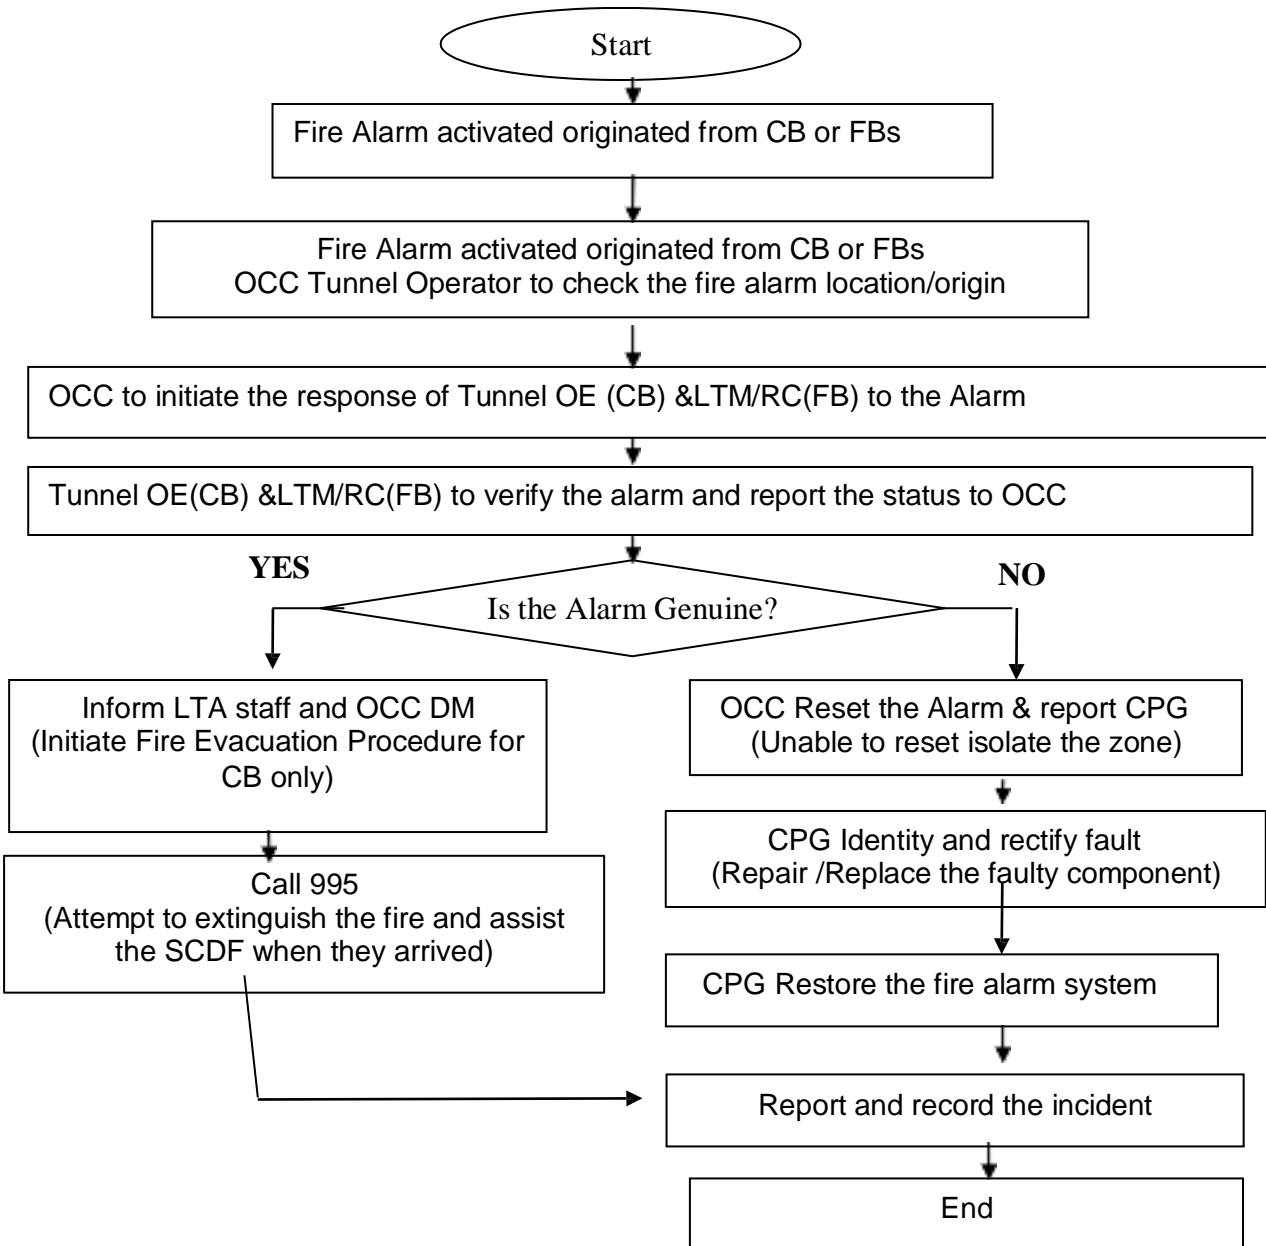 Start
Fire Alarm activated originated from CB or FBs
Fire Alarm activated originated from CB or FBs
OCC Tunnel Operator to check the fire alarm location/origin
OCC to initiate the response of Tunnel OE (CB) &LTM/RC(FB) to the Alarm
Tunnel OE(CB) &LTM/RC(FB) to verify the alarm and report the status to OCC
YES
NO
Is the Alarm Genuine?
Inform LTA staff and OCC DM
(Initiate Fire Evacuation Procedure for
CB only)
Call 995
(Attempt to extinguish the fire and assist
the SCDF when they arrived)
OCC Reset the Alarm & report CPG
(Unable to reset isolate the zone)
CPG Identity and rectify fault
(Repair /Replace the faulty component)
CPG Restore the fire alarm system
Report and record the incident
End